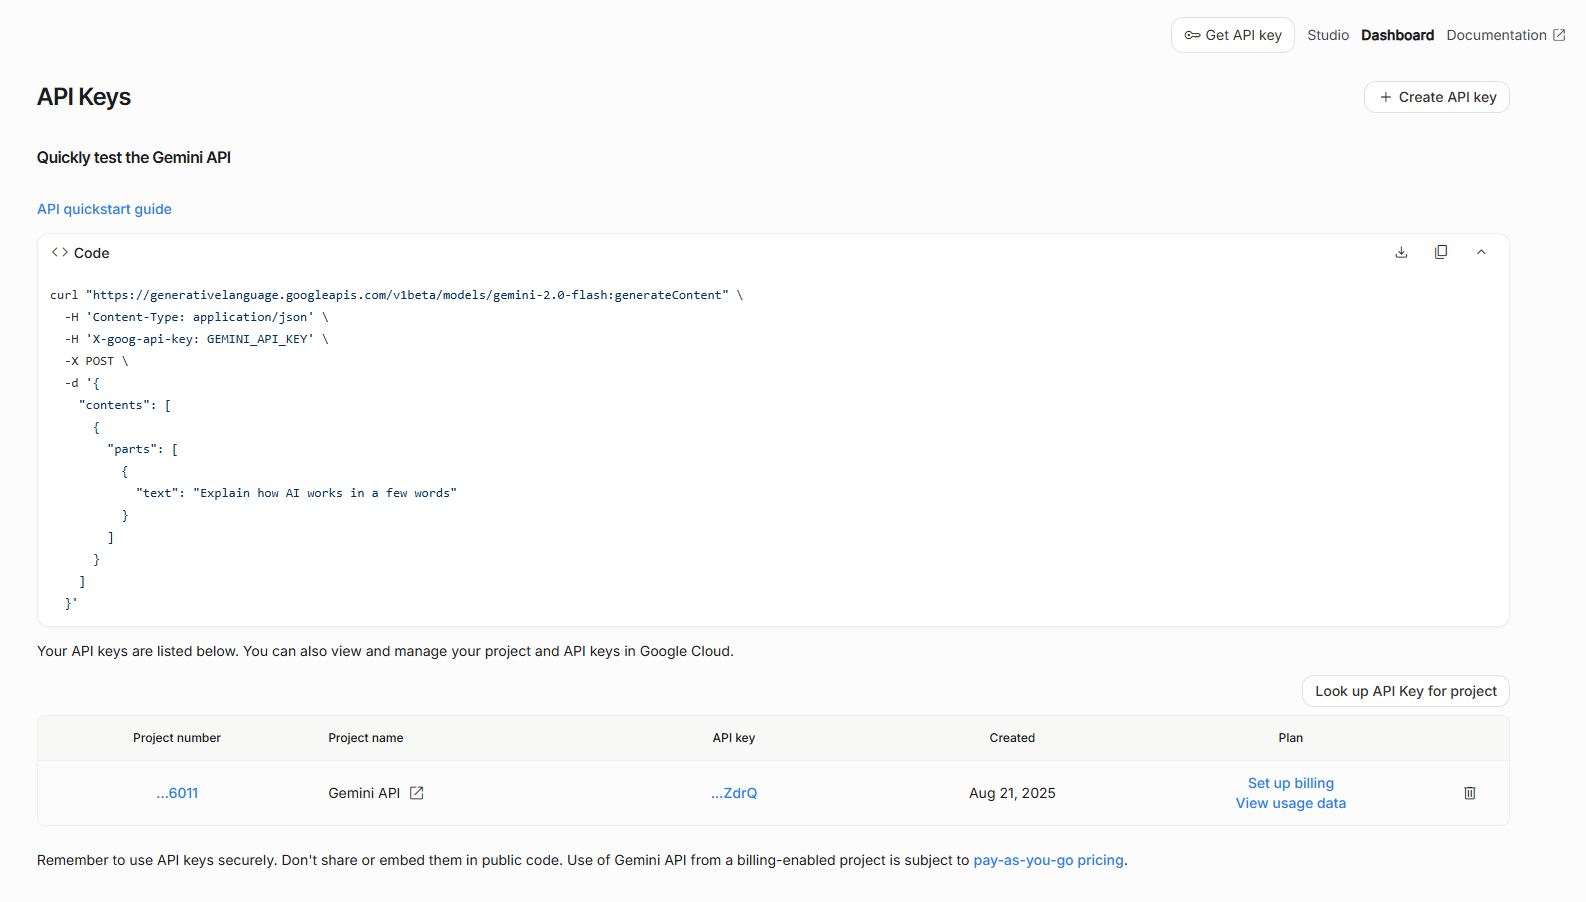 Get API key Studio Dashboard Documentation
API Keys
+ Create API key
Quickly test the Gemini API
API quickstart guide
<> Code
curl "https://generativelanguage.googleapis.com/v1beta/models/gemini-2.0-flash:generateContent" \
  -H 'Content-Type: application/json' \
  -H 'X-goog-api-key: GEMINI_API_KEY' \
  -X POST \
  -d '{
    "contents": [
      {
        "parts": [
          {
            "text": "Explain how AI works in a few words"
          }
        ]
      }
    ]
  }'
Your API keys are listed below. You can also view and manage your project and API keys in Google Cloud.
Look up API Key for project
Project number Project name API key Created Plan
...6011 Gemini API ...ZdrQ Aug 21, 2025 Set up billing
View usage data
Remember to use API keys securely. Don't share or embed them in public code. Use of Gemini API from a billing-enabled project is subject to pay-as-you-go pricing.